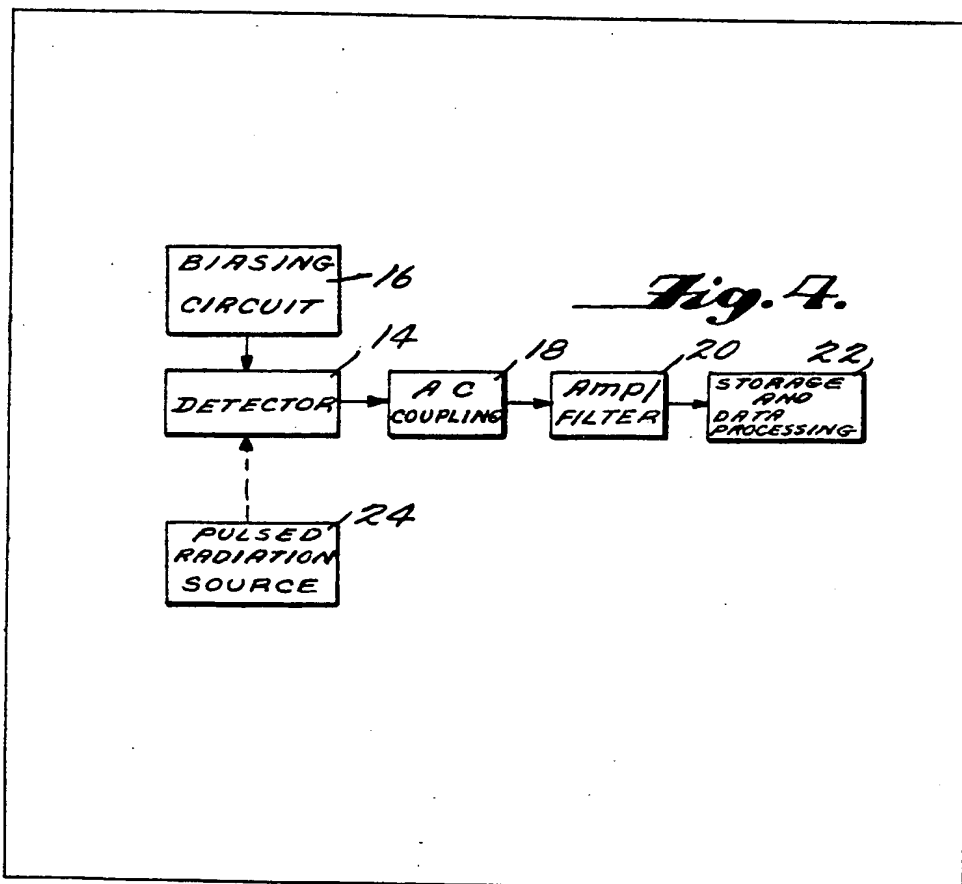 BIASING
CIRCUIT
16
Fig. 4.
14
DETECTOR
18
AC
COUPLING
20
AMP/
FILTER
22
STORAGE
AND
DATA
PROCESSING
24
PULSED
RADIATION
SOURCE